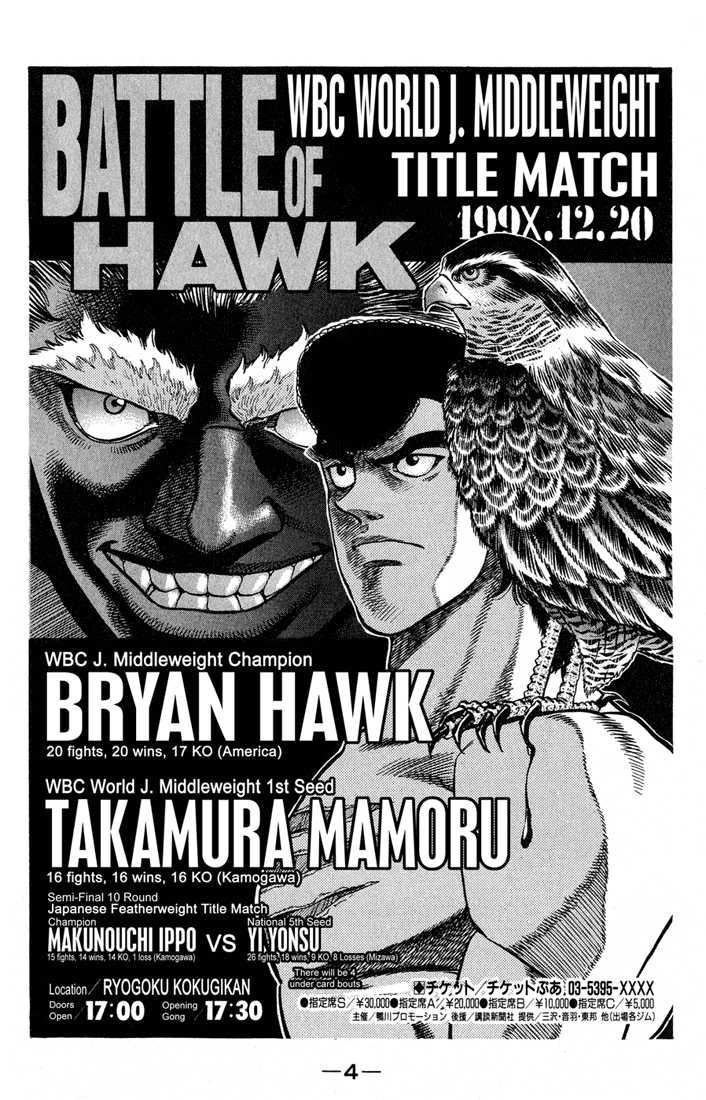 BATTLE OF HAWK
WBC WORLD J. MIDDLEWEIGHT
TITLE MATCH
199X.12.20
WBC J. Middleweight Champion
BRYAN HAWK
20 fights, 20 wins, 17 KO (America)
WBC World J. Middleweight 1st Seed
TAKAMURA MAMORU
16 fights, 16 wins, 16 KO (Kamogawa)
Semi-Final 10 Round
Japanese Featherweight Title Match
Champion
MAKUNOUCHI IPPO
15 fights, 14 wins, 14 KO, 1 loss (Kamogawa)
VS
National 5th Seed
YI,YONSU
26 fights, 18 wins, 9 KO, 8 Losses (Mizawa)
Location / RYOGOKU KOKUGIKAN
Doors Open / 17:00 Opening Gong / 17:30
There will be 4
under card bouts
チケット/チケットぷあ:03-5395-XXXX
●指定席S/¥30,000●指定席A/¥20,000●指定席B/¥10,000●指定席C/¥5,000
主催/鴨川プロモーション 後援/講談新聞社 提供/三沢・音羽・東邦 他(出場各ジム)
—4—